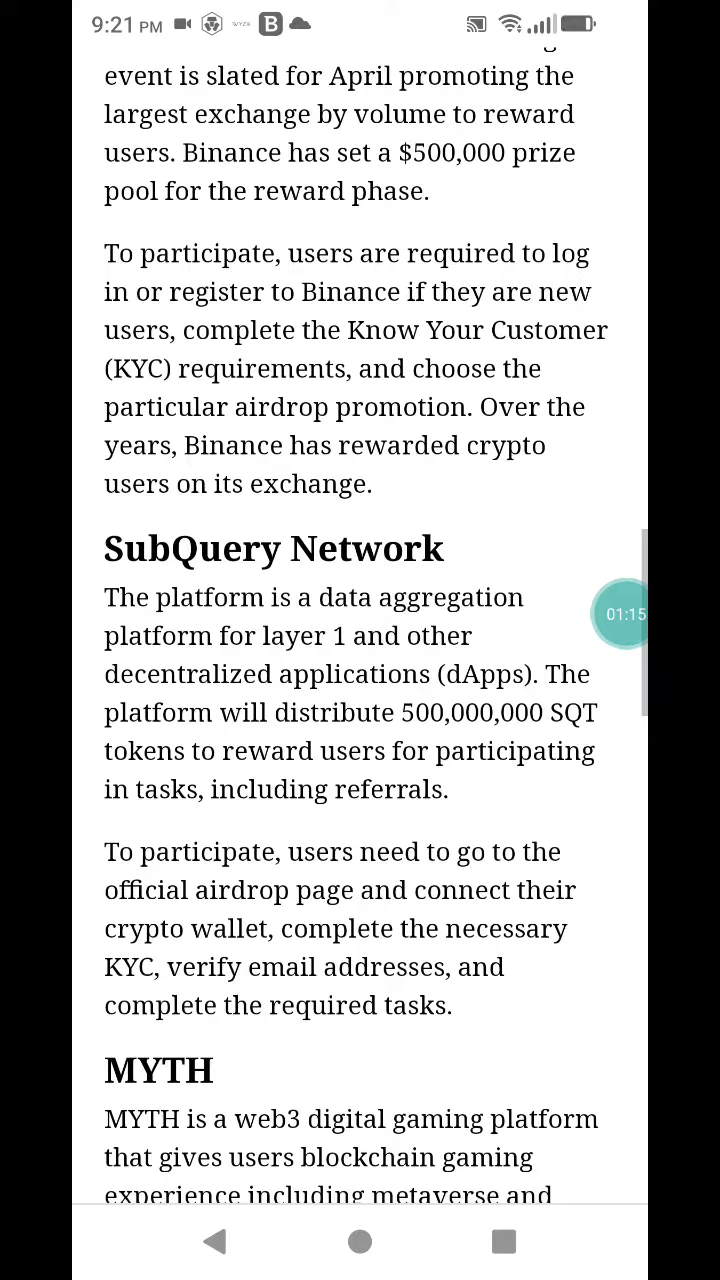 9:21 PM WYZE B
event is slated for April promoting the
largest exchange by volume to reward
users. Binance has set a $500,000 prize
pool for the reward phase.
To participate, users are required to log
in or register to Binance if they are new
users, complete the Know Your Customer
(KYC) requirements, and choose the
particular airdrop promotion. Over the
years, Binance has rewarded crypto
users on its exchange.
SubQuery Network
The platform is a data aggregation
platform for layer 1 and other
decentralized applications (dApps). The
platform will distribute 500,000,000 SQT
tokens to reward users for participating
in tasks, including referrals.
01:15
To participate, users need to go to the
official airdrop page and connect their
crypto wallet, complete the necessary
KYC, verify email addresses, and
complete the required tasks.
MYTH
MYTH is a web3 digital gaming platform
that gives users blockchain gaming
experience including metaverse and